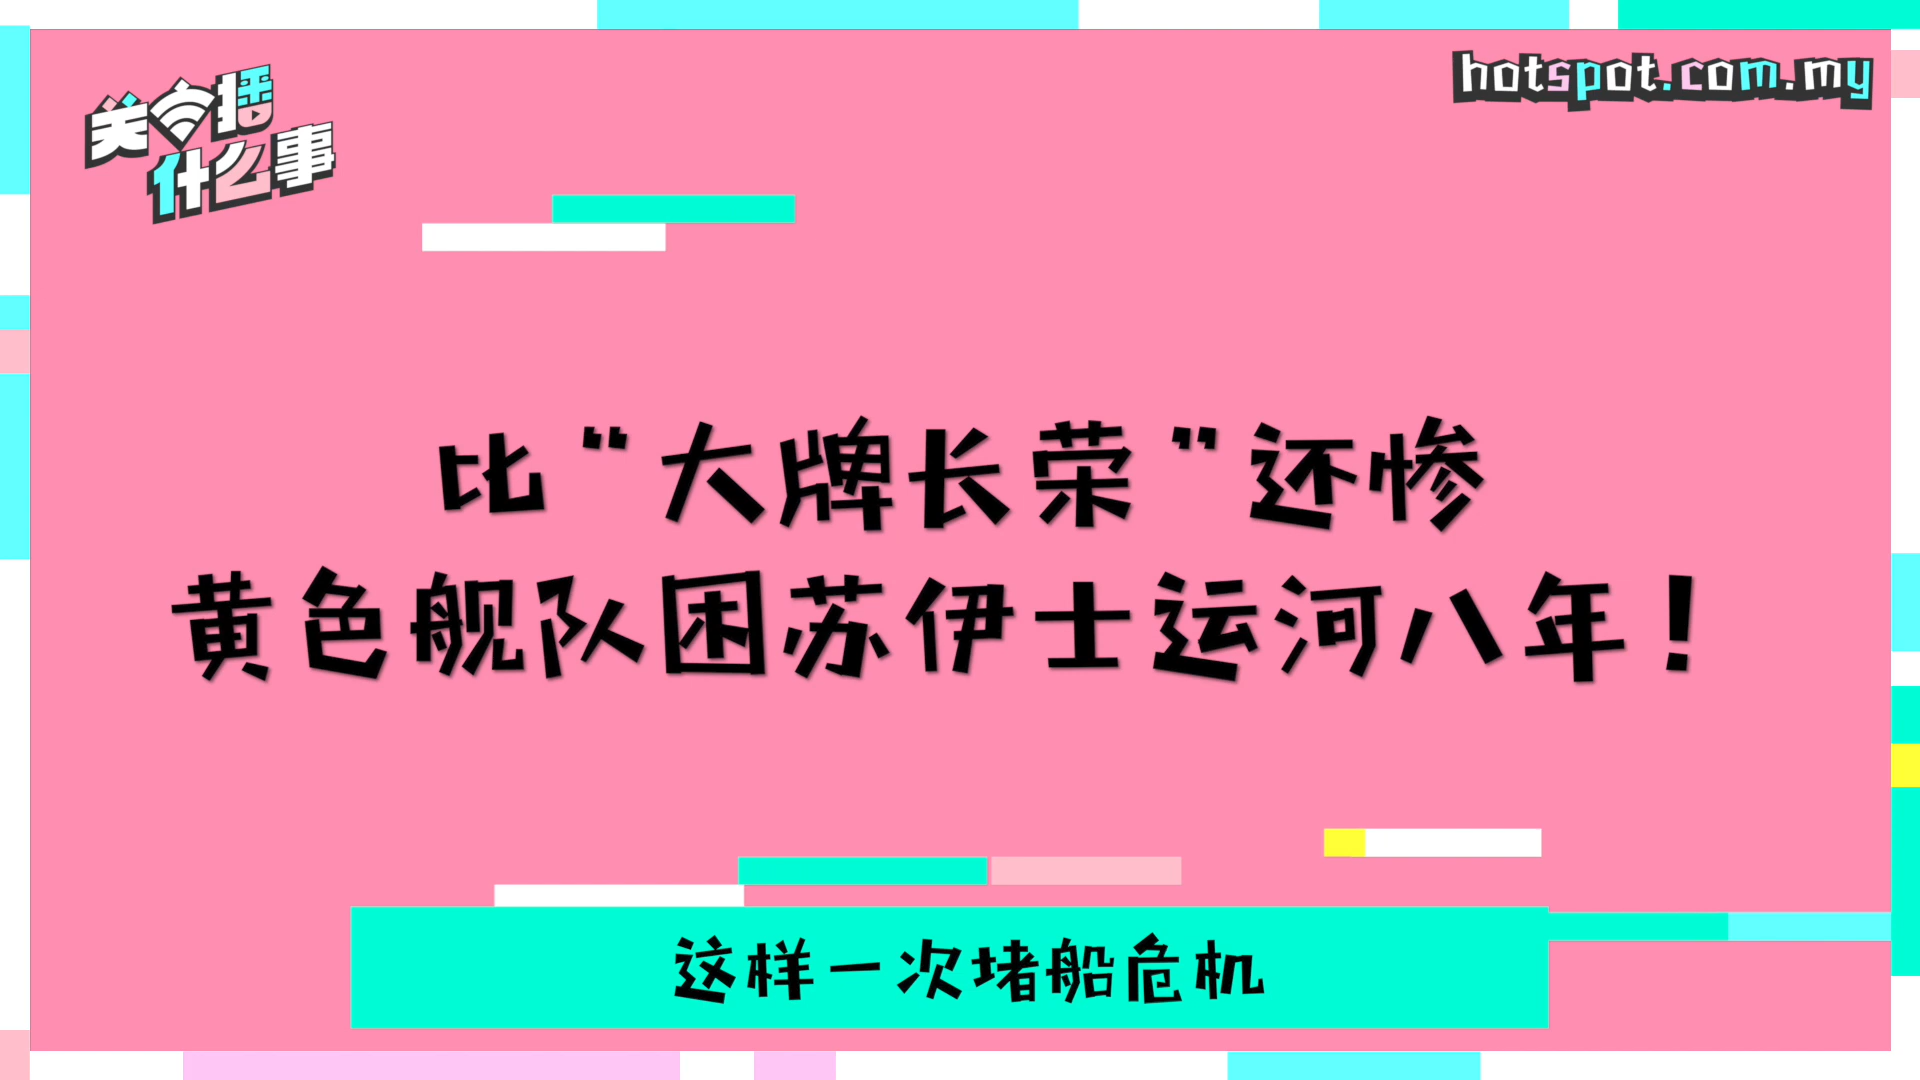 关令播
什么事
hotspot.com.my
比“大牌长荣”还惨
黄色舰队困苏伊士运河八年！
这样一次堵船危机